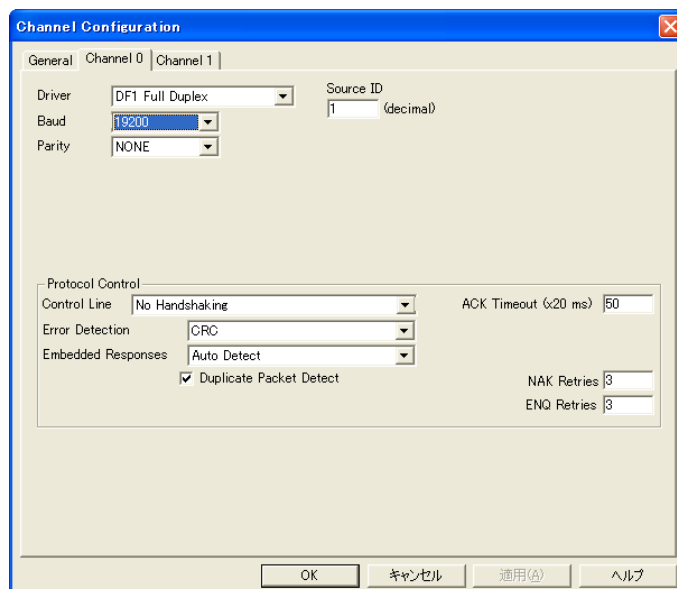 Channel Configuration
General Channel 0 Channel 1
Driver DF1 Full Duplex Source ID
1 (decimal)
Baud 19200
Parity NONE
Protocol Control
Control Line No Handshaking ACK Timeout (x20 ms) 50
Error Detection CRC
Embedded Responses Auto Detect
Duplicate Packet Detect NAK Retries 3
ENQ Retries 3
OK キャンセル 適用(A) ヘルプ